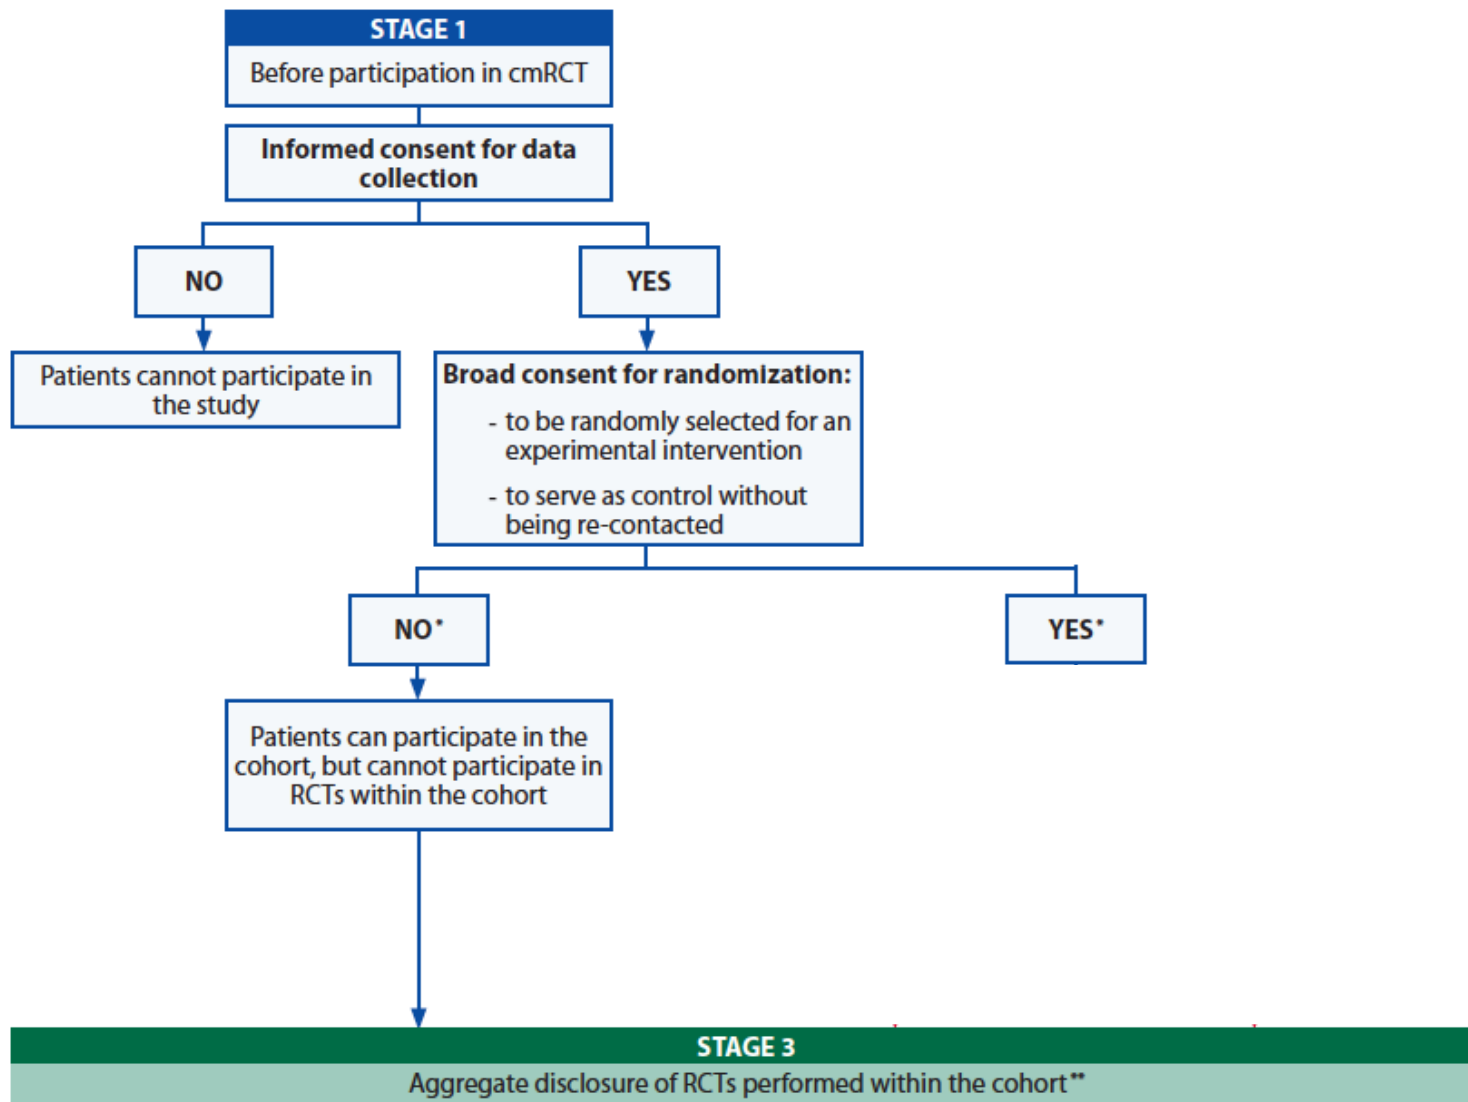 STAGE 1
Before participation in cmRCT
Informed consent for data
collection
NO
YES
Patients cannot participate in
the study
Broad consent for randomization:
- to be randomly selected for an
experimental intervention
- to serve as control without
being re-contacted
NO*
YES*
Patients can participate in the
cohort, but cannot participate in
RCTs within the cohort
STAGE 3
Aggregate disclosure of RCTs performed within the cohort**